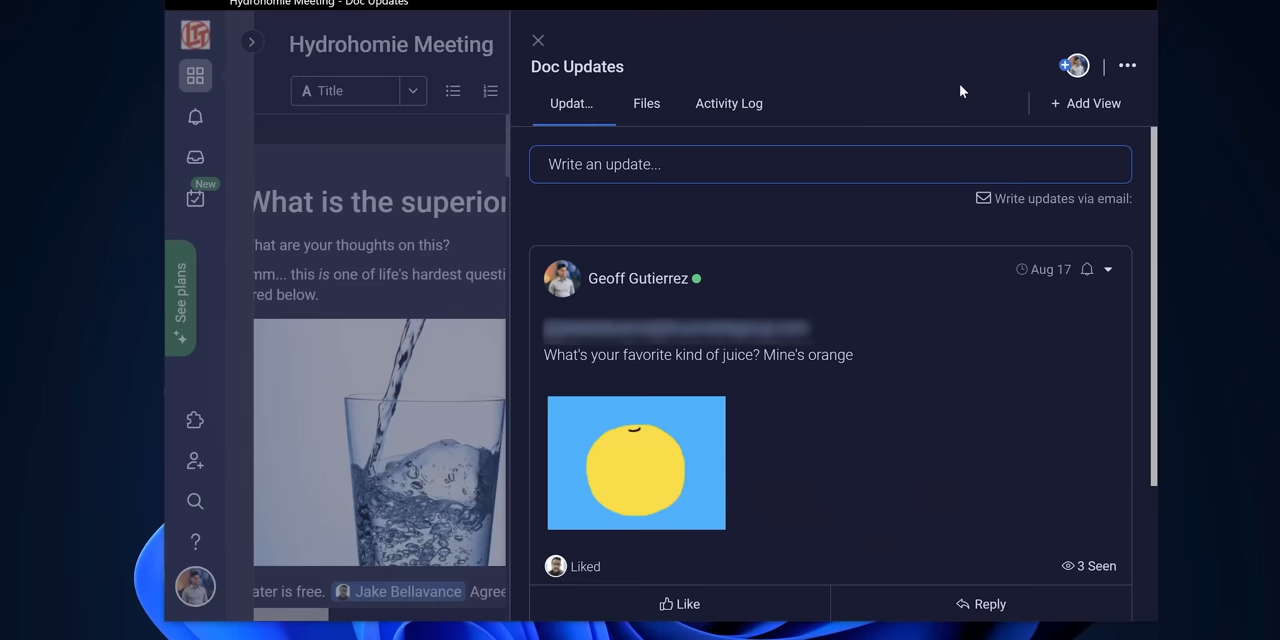 Hydrohomie Meeting - Doc Updates
Hydrohomie Meeting
A Title
New
See plans
What is the superior
hat are your thoughts on this?
mm... this is one of life's hardest questi
red below.
ater is free. Jake Bellavance Agree
Doc Updates
Updat... Files Activity Log + Add View
Write an update...
Write updates via email:
Geoff Gutierrez
Aug 17
What's your favorite kind of juice? Mine's orange
Liked
3 Seen
Like
Reply